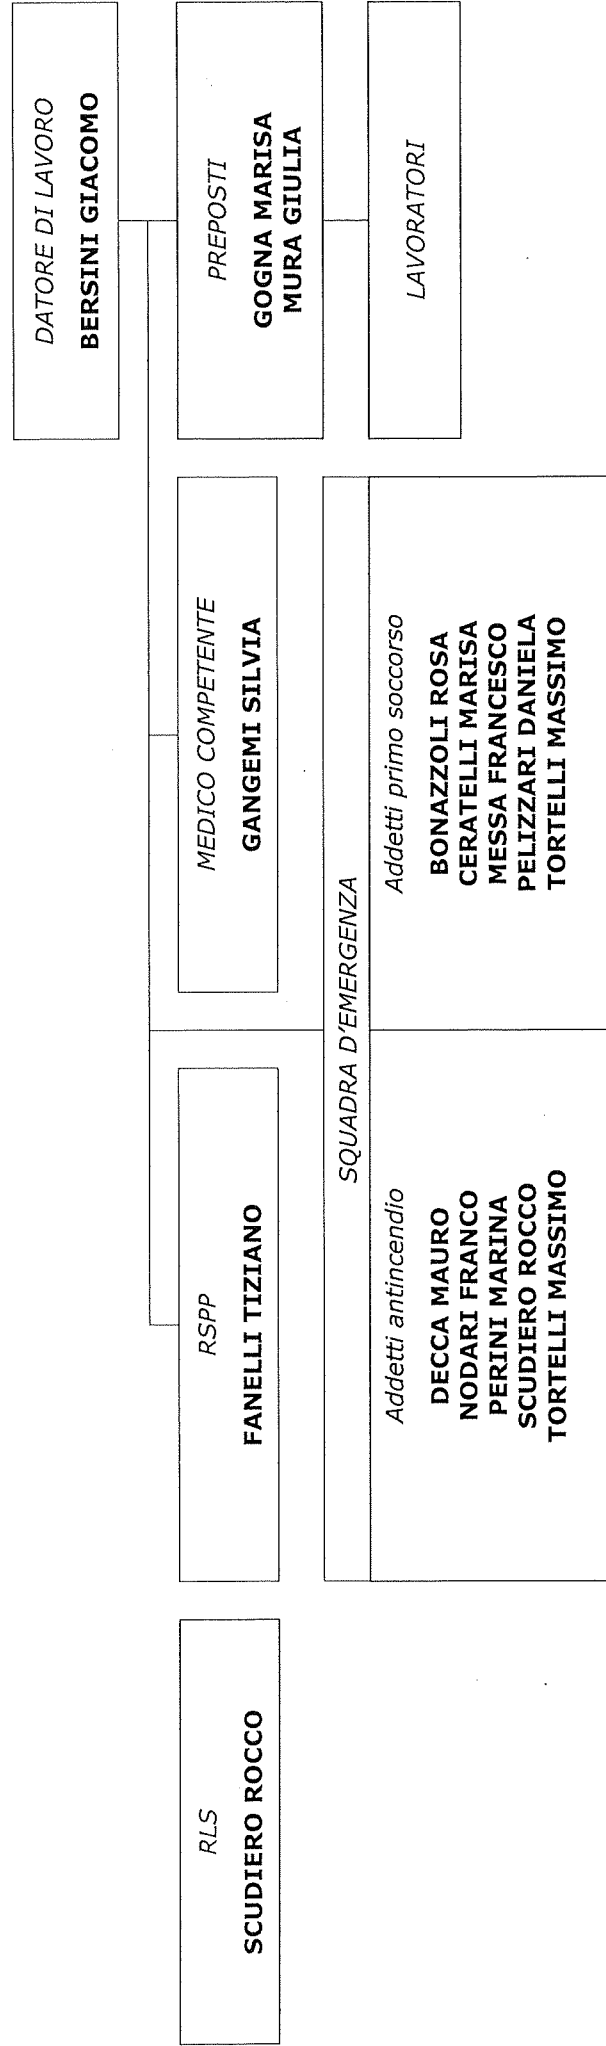 DATORE DI LAVORO
BERSINI GIACOMO
RLS
SCUDIERO ROCCO
RSPP
FANELLI TIZIANO
MEDICO COMPETENTE
GANGEMI SILVIA
PREPOSTI
GOGNA MARISA
MURA GIULIA
SQUADRA D'EMERGENZA
Addetti antincendio
DECCA MAURO
NODARI FRANCO
PERINI MARINA
SCUDIERO ROCCO
TORTELLI MASSIMO
Addetti primo soccorso
BONAZZOLI ROSA
CERATELLI MARISA
MESSA FRANCESCO
PELIZZARI DANIELA
TORTELLI MASSIMO
LAVORATORI